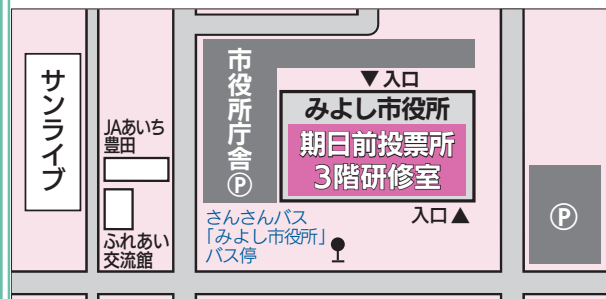 サンライブ
JAあいち
豊田
ふれあい
交流館
市役所庁舎Ⓟ
▼入口
みよし市役所
期日前投票所
3階研修室
入口▲
さんさんバス
「みよし市役所」
バス停
Ⓟ